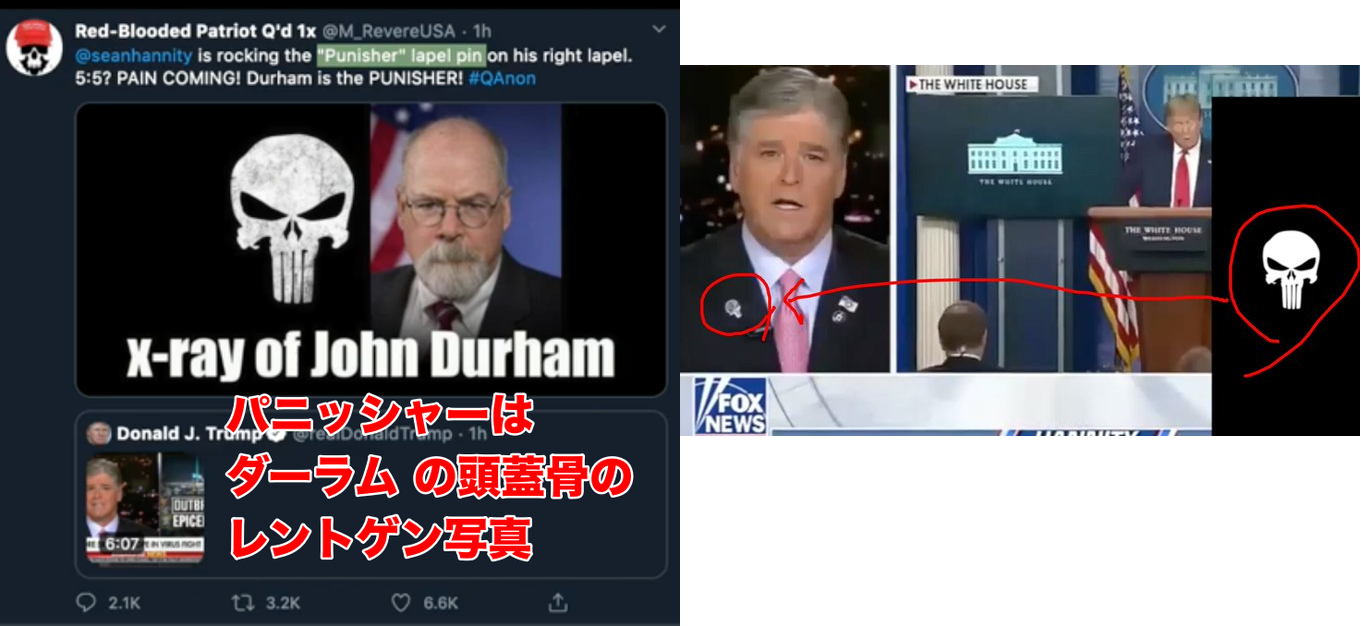 Red-Blooded Patriot Q'd 1x @M_RevereUSA · 1h
@seanhannity is rocking the "Punisher" lapel pin on his right lapel.
5:5? PAIN COMING! Durham is the PUNISHER! #QAnon
x-ray of John Durham
パニッシャーは
Donald J. Trump @realDonaldTrump · 1h
ダーラム の頭蓋骨の
レントゲン写真
OUTB
EPICE
6:07
E IN VIRUS FIGHT
2.1K
3.2K
6.6K
THE WHITE HOUSE
THE WHITE HOUSE
THE WHITE HOUSE
WASHINGTON
FOX
NEWS
HANNITY